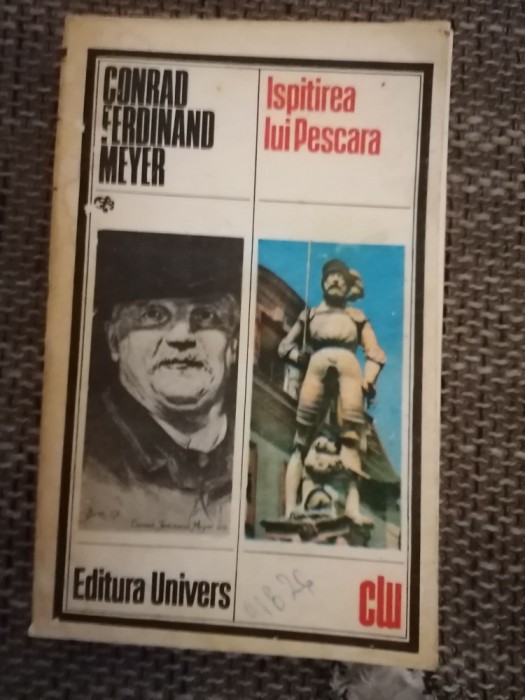 CONRAD
FERDINAND
MEYER
Ispitirea
lui Pescara
Editura Univers
clu